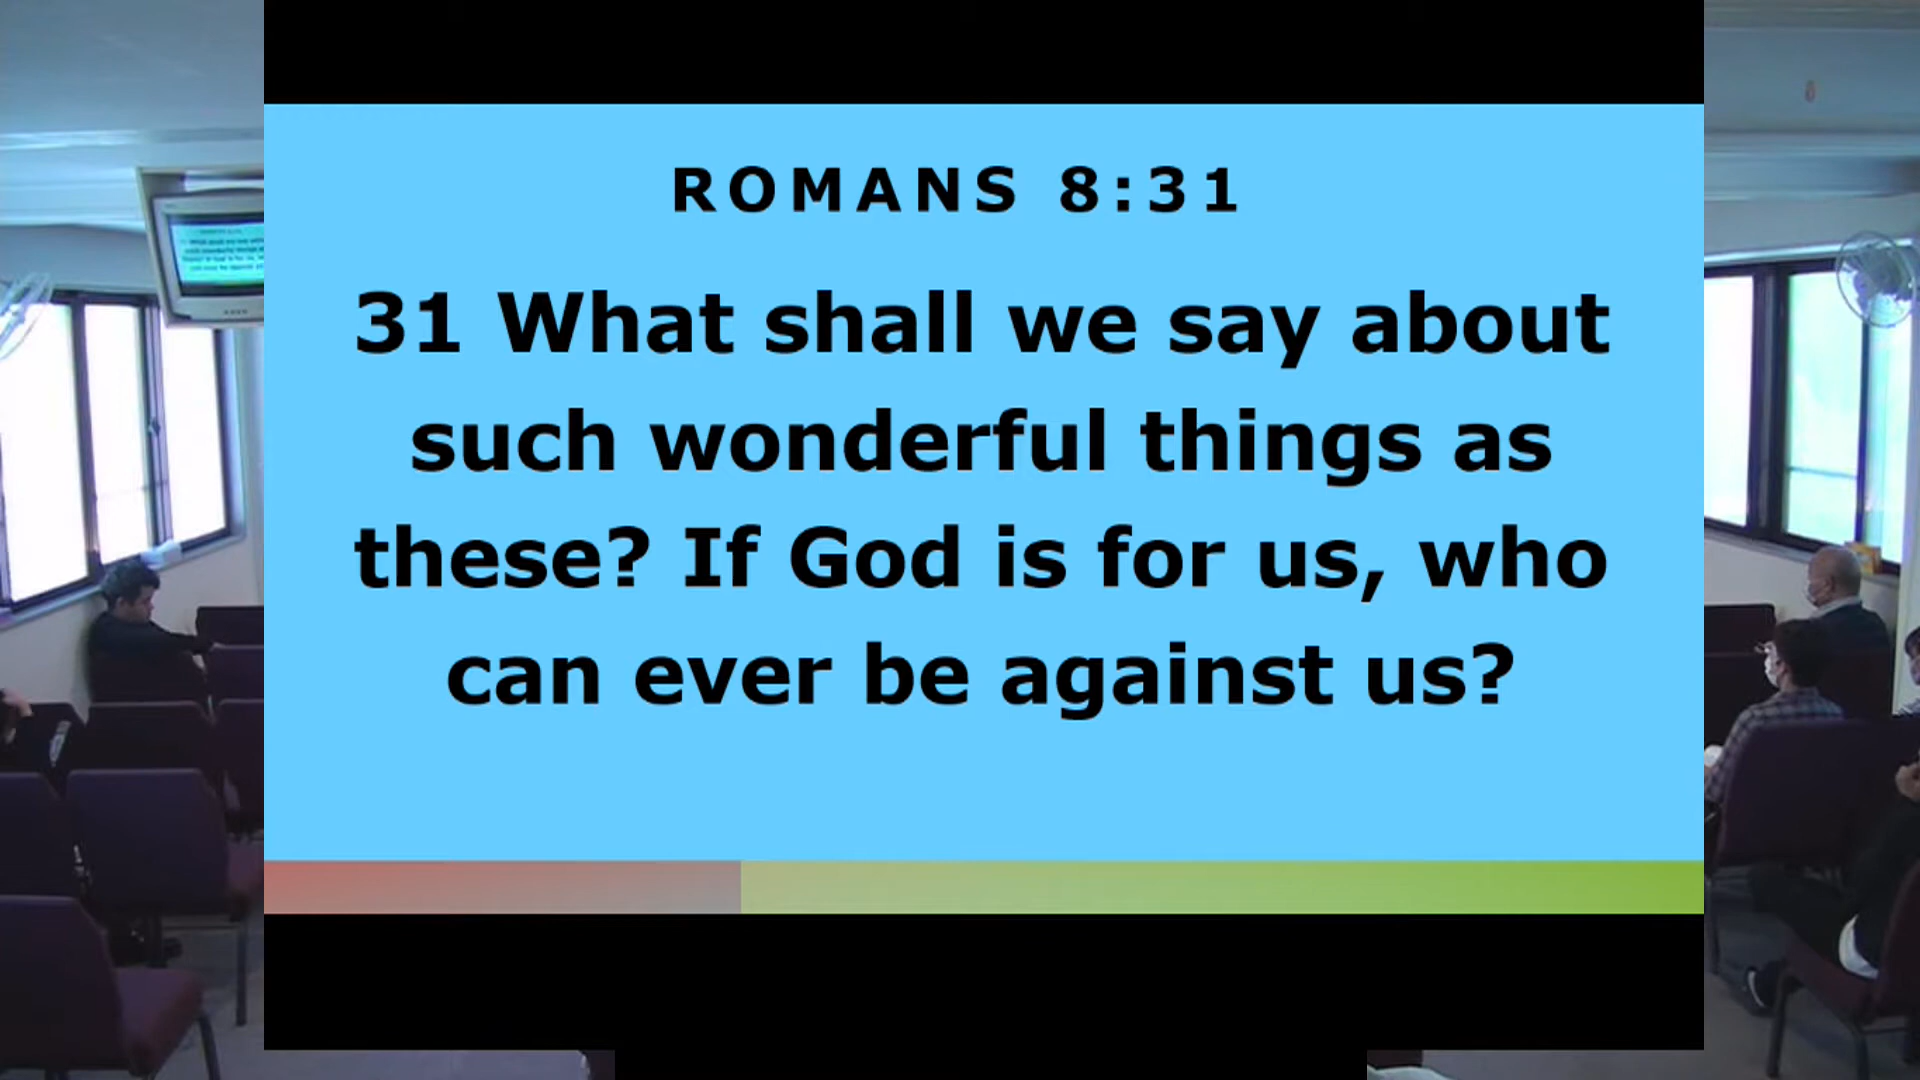 ROMANS 8:31
31 What shall we say about
such wonderful things as
these? If God is for us, who
can ever be against us?